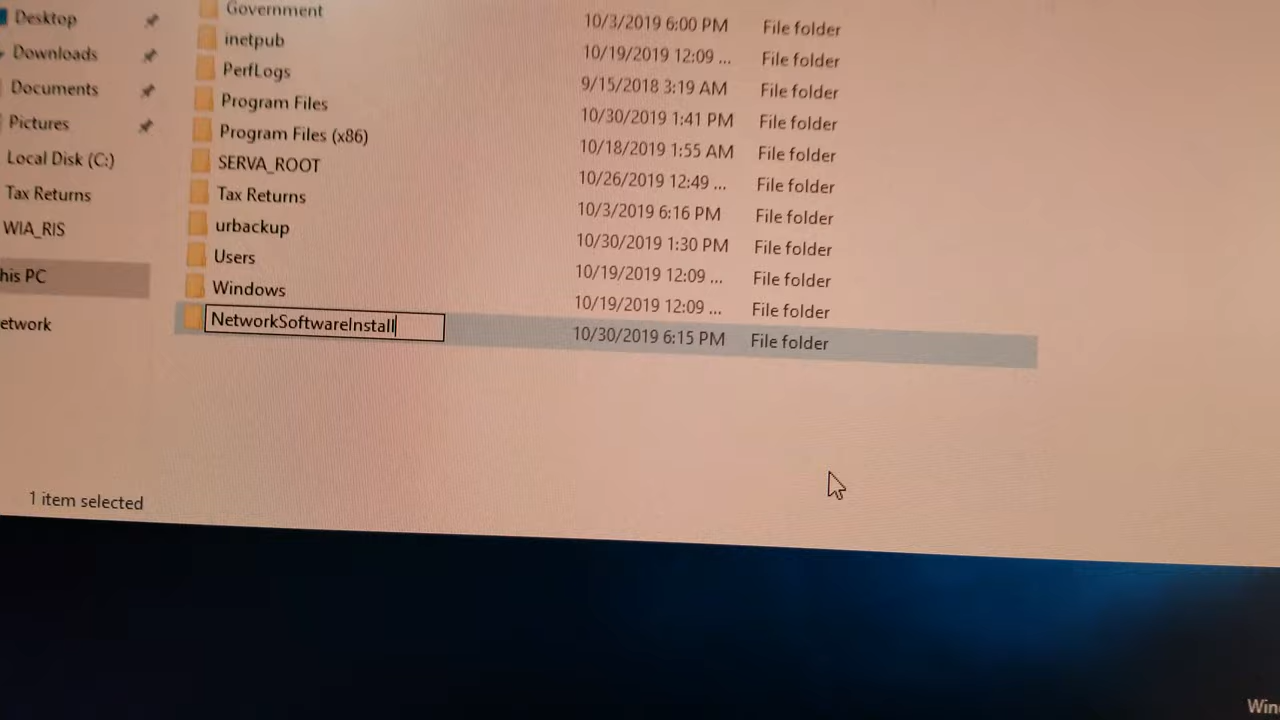 Desktop
Downloads
Documents
Pictures
Local Disk (C:)
Tax Returns
WIA_RIS
his PC
etwork
Government 10/3/2019 6:00 PM File folder
inetpub 10/19/2019 12:09 ... File folder
PerfLogs 9/15/2018 3:19 AM File folder
Program Files 10/30/2019 1:41 PM File folder
Program Files (x86) 10/18/2019 1:55 AM File folder
SERVA_ROOT 10/26/2019 12:49 ... File folder
Tax Returns 10/3/2019 6:16 PM File folder
urbackup 10/30/2019 1:30 PM File folder
Users 10/19/2019 12:09 ... File folder
Windows 10/19/2019 12:09 ... File folder
NetworkSoftwareInstall 10/30/2019 6:15 PM File folder
1 item selected
Win